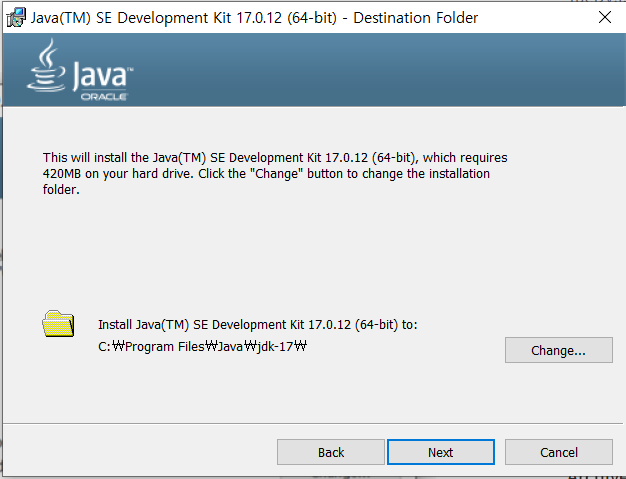 Java(TM) SE Development Kit 17.0.12 (64-bit) - Destination Folder
Java™
ORACLE
This will install the Java(TM) SE Development Kit 17.0.12 (64-bit), which requires
420MB on your hard drive. Click the "Change" button to change the installation
folder.
Install Java(TM) SE Development Kit 17.0.12 (64-bit) to:
C:₩Program Files₩Java₩jdk-17₩
Change...
Back
Next
Cancel